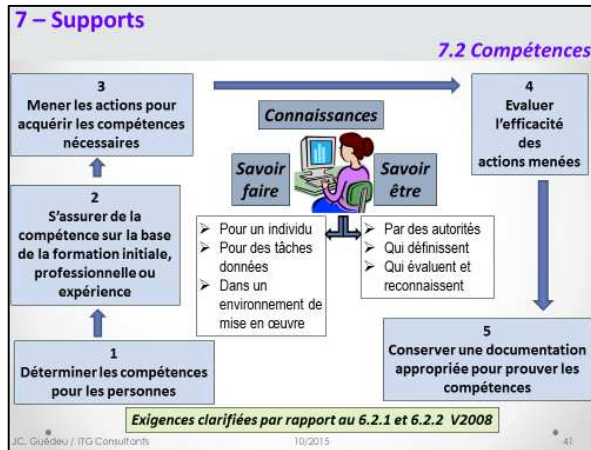 7 – Supports
7.2 Compétences
3
Mener les actions pour
acquérir les compétences
nécessaires
4
Evaluer
l'efficacité
des
actions menées
Connaissances
Savoir
faire
Savoir
être
2
S'assurer de la
compétence sur la base
de la formation initiale,
professionnelle ou
expérience
➢ Pour un individu
➢ Pour des tâches
données
➢ Dans un
environnement de
mise en œuvre
➢ Par des autorités
➢ Qui définissent
➢ Qui évaluent et
reconnaissent
1
Déterminer les compétences
pour les personnes
5
Conserver une documentation
appropriée pour prouver les
compétences
Exigences clarifiées par rapport au 6.2.1 et 6.2.2 V2008
JC. Guédeu / ITG Consultants
10/2015
41